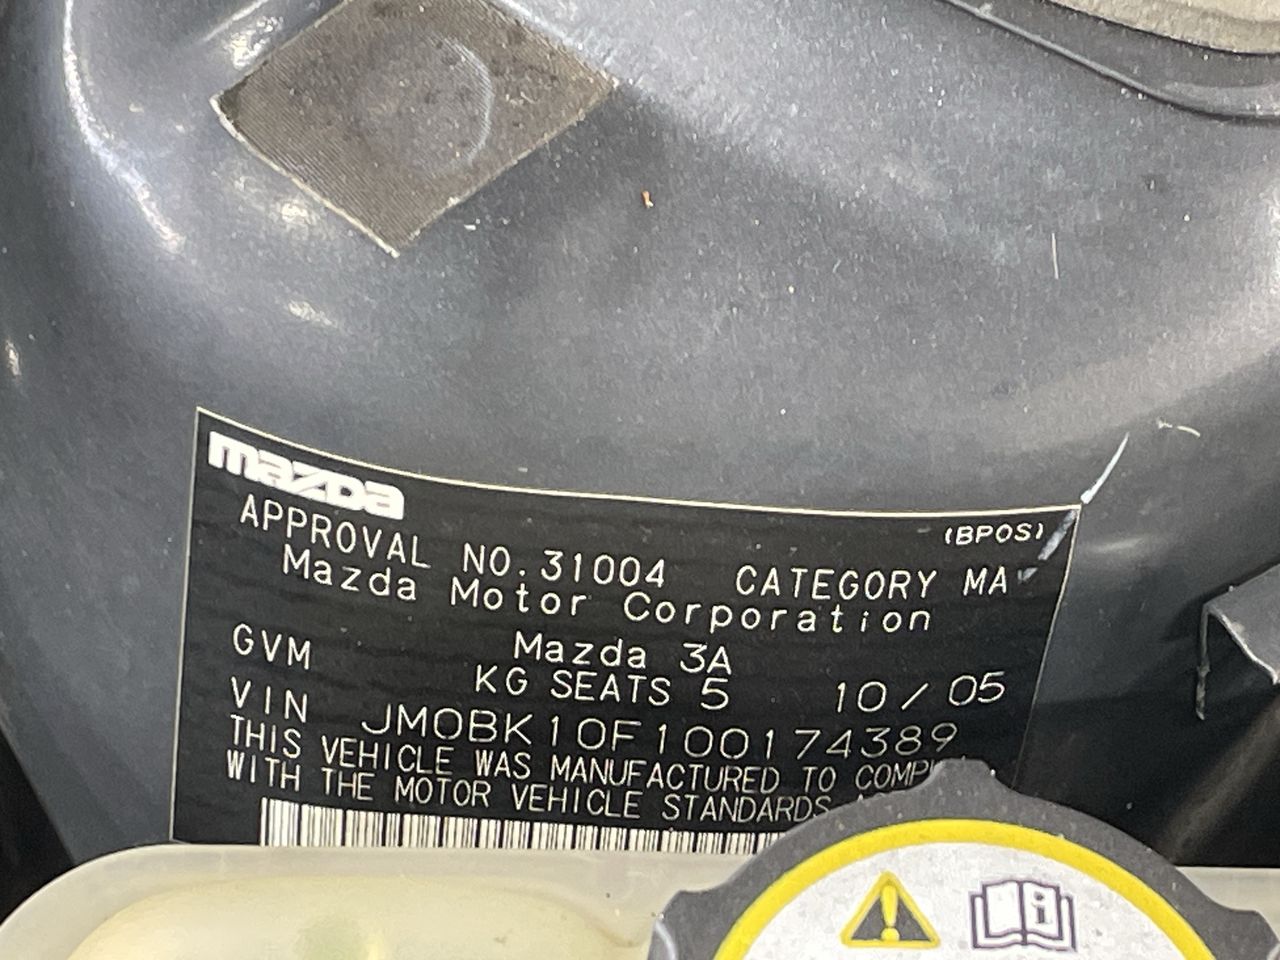 mazda
(BPOS)
APPROVAL NO.31004 CATEGORY MA
Mazda Motor Corporation
Mazda 3A
GVM KG SEATS 5 10/05
VIN JM0BK10F100174389
THIS VEHICLE WAS MANUFACTURED TO
WITH THE MOTOR VEHICLE STANDARDS